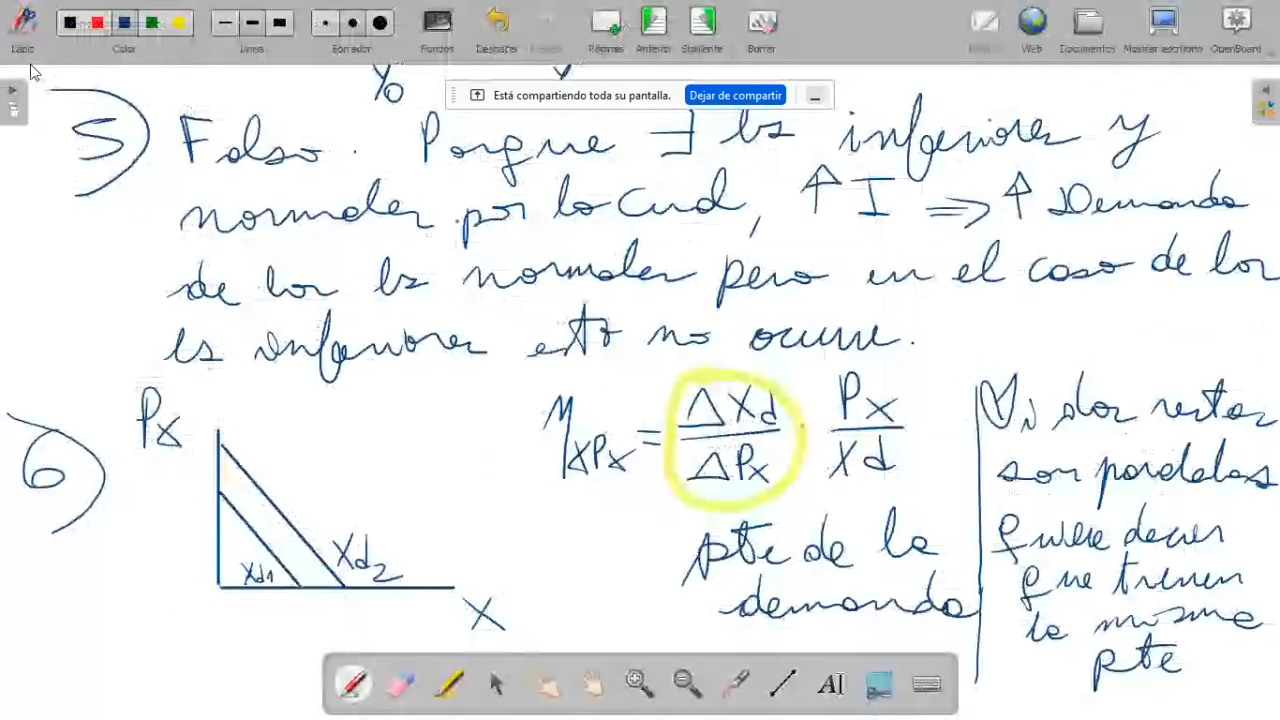 Lápiz Color Línea Borrador Fondos Deshacer Páginas Anterior Siguiente Borrar Web Documentos Mostrar escritorio OpenBoard
Está compartiendo toda su pantalla. Dejar de compartir
Y₀
5) Falso. Porque ∃ bs inferiores y
normales por lo cual, ↑ I ⟹ ↑ Demanda
de los bs normales pero en el caso de los
bs inferiores esto no ocurre.
6)
Px
Xd1
Xd2
X
ηXPx = ΔXd / ΔPx · Px / Xd
pte de la
demanda
Si dos rectas
son paralelas
quiere decir
que tienen
la misma
pte